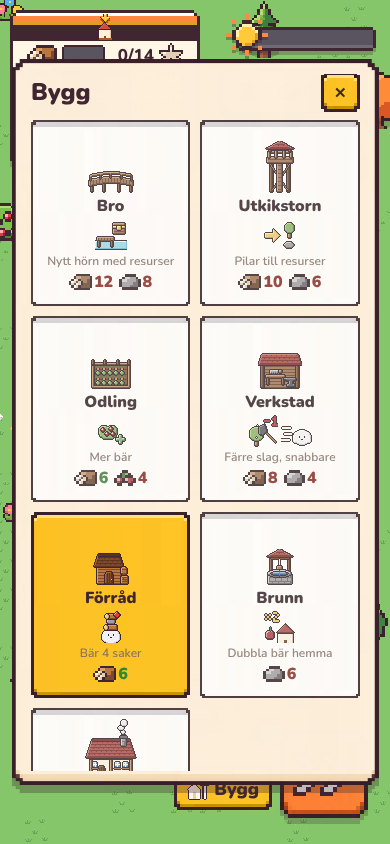 0/14
Bygg
×
Bro
Nytt hörn med resurser
12 8
Utkikstorn
Pilar till resurser
10 6
Odling
Mer bär
6 4
Verkstad
-1
Färre slag, snabbare
8 4
Förråd
Bär 4 saker
6
Brunn
×2
Dubbla bär hemma
6
Bygg